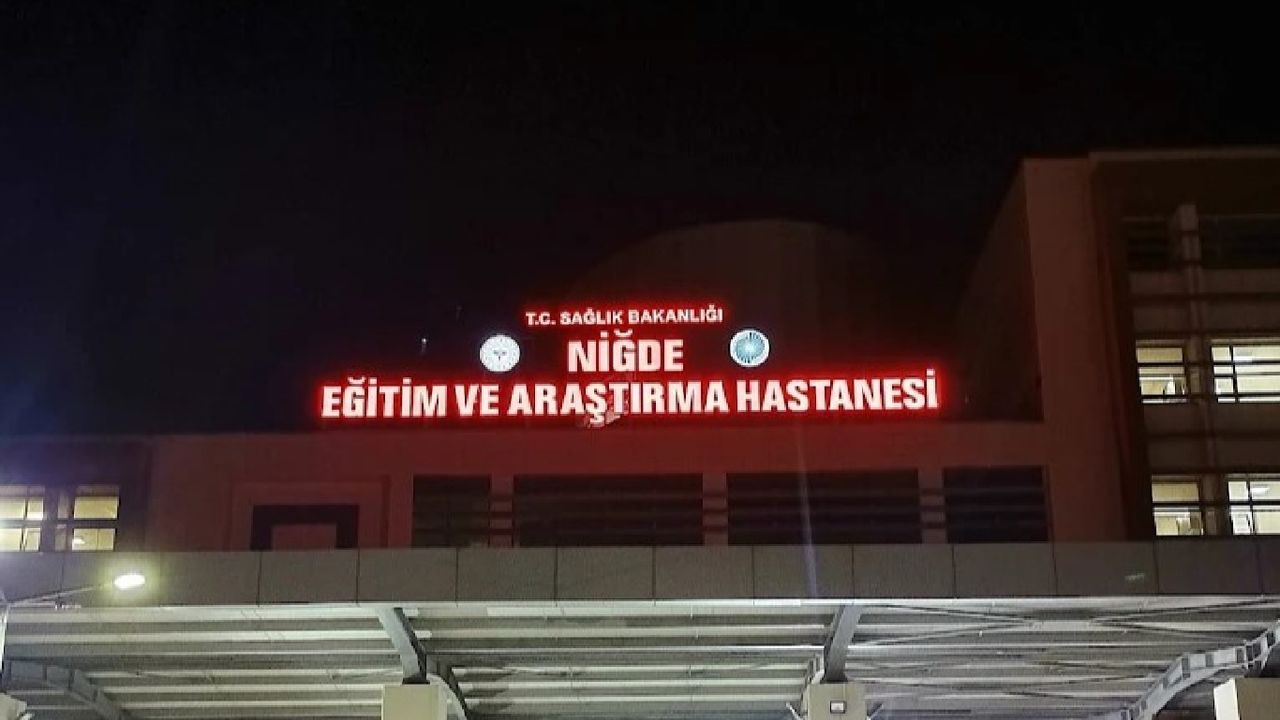 T.C. SAĞLIK BAKANLIĞI
NİĞDE
EĞİTİM VE ARAŞTIRMA HASTANESİ